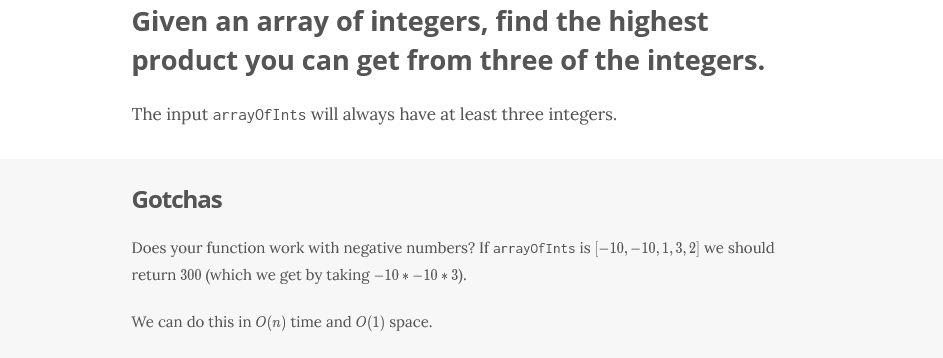 Given an array of integers, find the highest
product you can get from three of the integers.
The input arrayOfInts will always have at least three integers.
Gotchas
Does your function work with negative numbers? If arrayOfInts is [−10, −10, 1, 3, 2] we should
return 300 (which we get by taking −10 ∗ −10 ∗ 3).
We can do this in O(n) time and O(1) space.